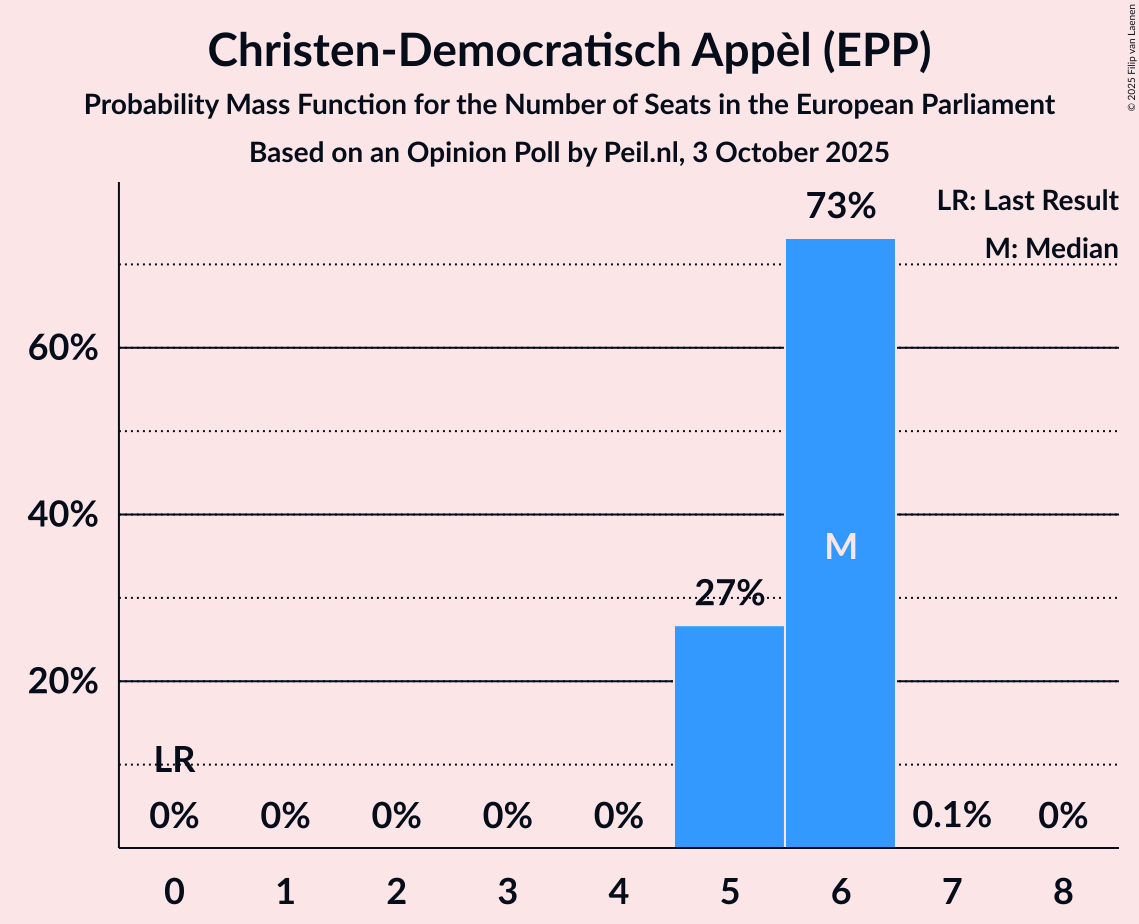 Christen-Democratisch Appèl (EPP)
Probability Mass Function for the Number of Seats in the European Parliament
Based on an Opinion Poll by Peil.nl, 3 October 2025
© 2025 Filip van Laenen
LR: Last Result
M: Median
73%
60%
40%
M
27%
20%
LR
0% 0% 0% 0% 0% 0.1% 0%
0 1 2 3 4 5 6 7 8